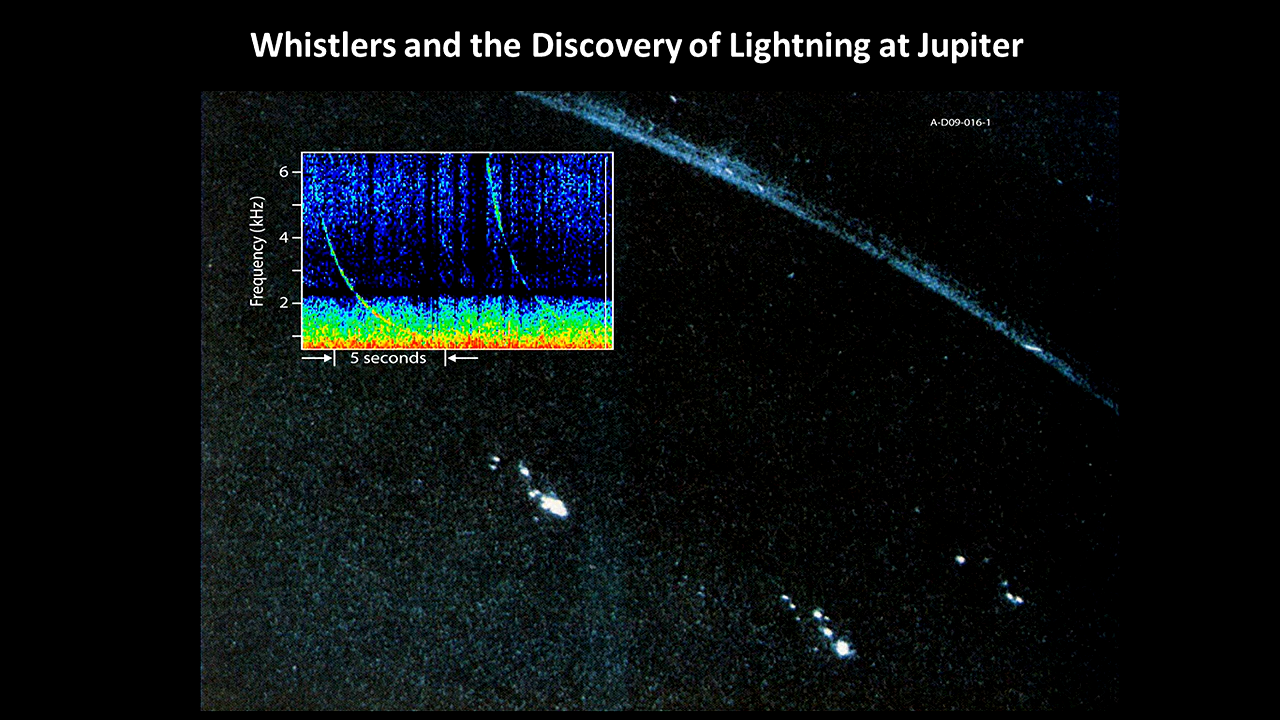 Whistlers and the Discovery of Lightning at Jupiter
A-D09-016-1
6
4
2
Frequency (kHz)
5 seconds